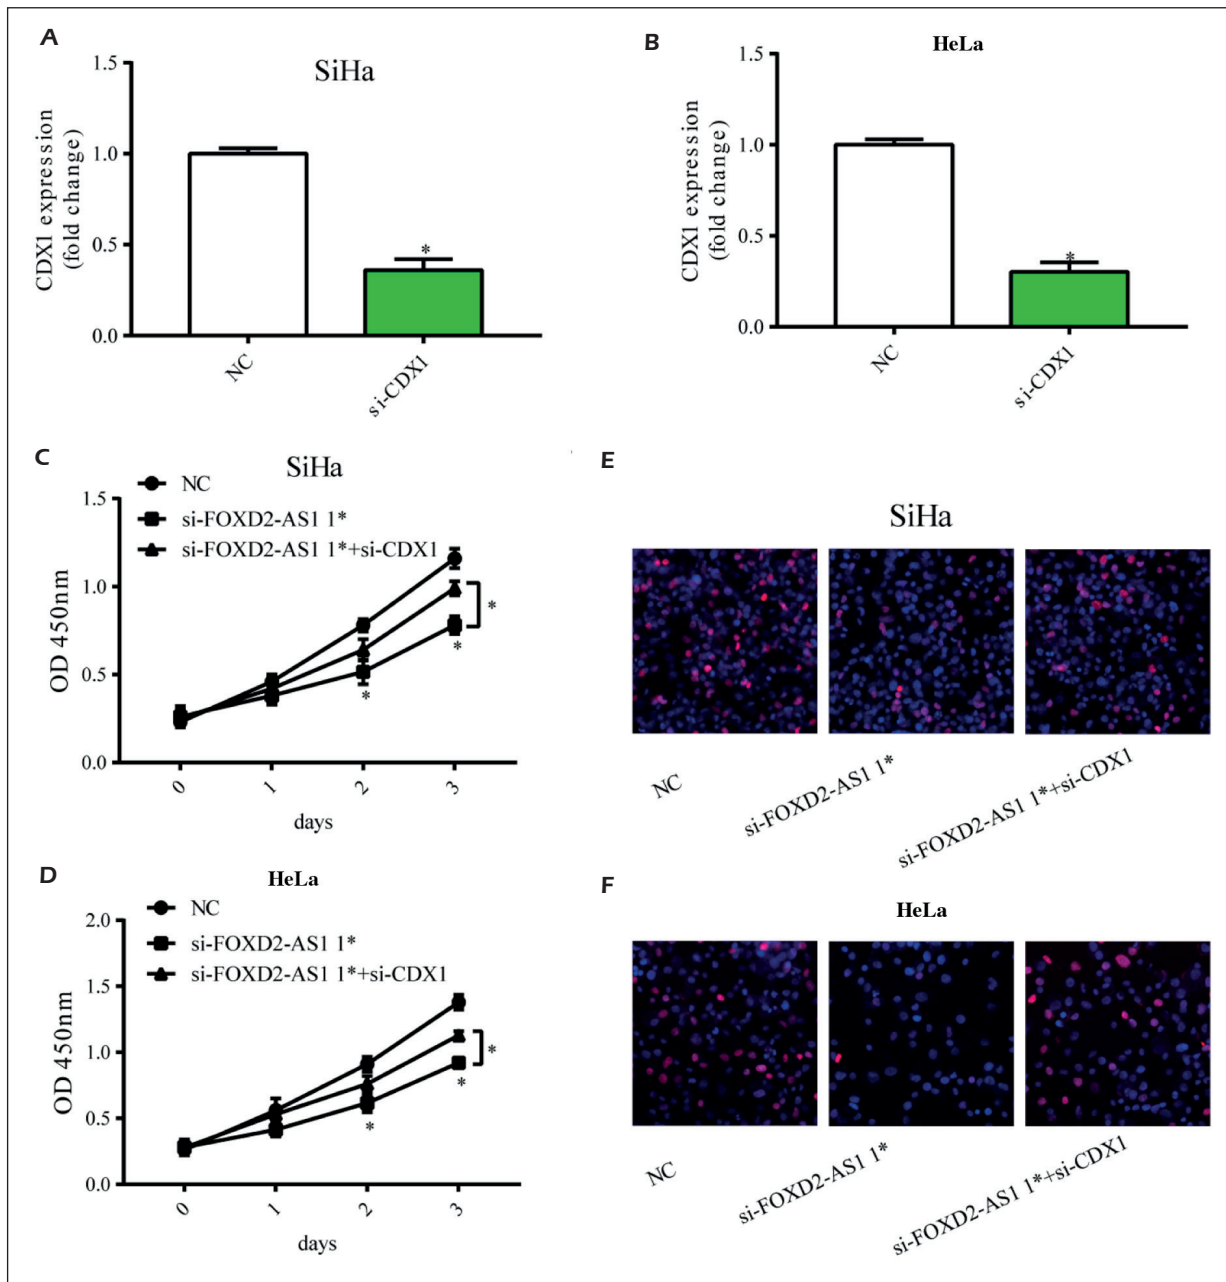 A
SiHa
CDX1 expression
(fold change)
1.5
1.0
0.5
0.0
*
NC
si-CDX1
B
HeLa
CDX1 expression
(fold change)
1.5
1.0
0.5
0.0
*
NC
si-CDX1
C
SiHa
NC
si-FOXD2-AS1 1*
si-FOXD2-AS1 1*+si-CDX1
OD 450nm
1.5
1.0
0.5
0.0
*
*
*
0
1
2
3
days
E
SiHa
NC
si-FOXD2-AS1 1*
si-FOXD2-AS1 1*+si-CDX1
D
HeLa
NC
si-FOXD2-AS1 1*
si-FOXD2-AS1 1*+si-CDX1
OD 450nm
2.0
1.5
1.0
0.5
0.0
*
*
*
0
1
2
3
days
F
HeLa
NC
si-FOXD2-AS1 1*
si-FOXD2-AS1 1*+si-CDX1